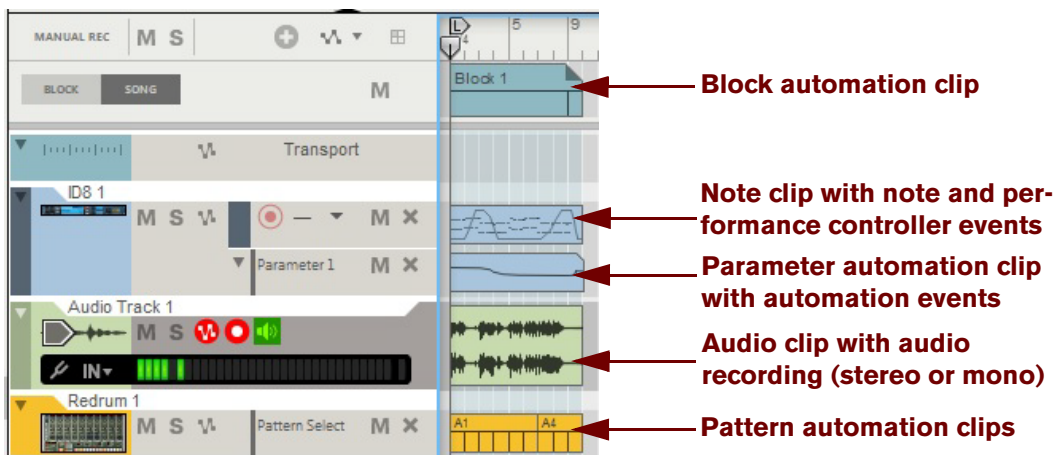 MANUAL REC M S
L 5 9
4
BLOCK SONG M
Block 1
Block automation clip
Transport
ID8 1
M S M
Note clip with note and per-
formance controller events
Parameter 1 M
Parameter automation clip
with automation events
Audio Track 1
M S
IN
Audio clip with audio
recording (stereo or mono)
Redrum 1
M S Pattern Select M
A1 A4
Pattern automation clips